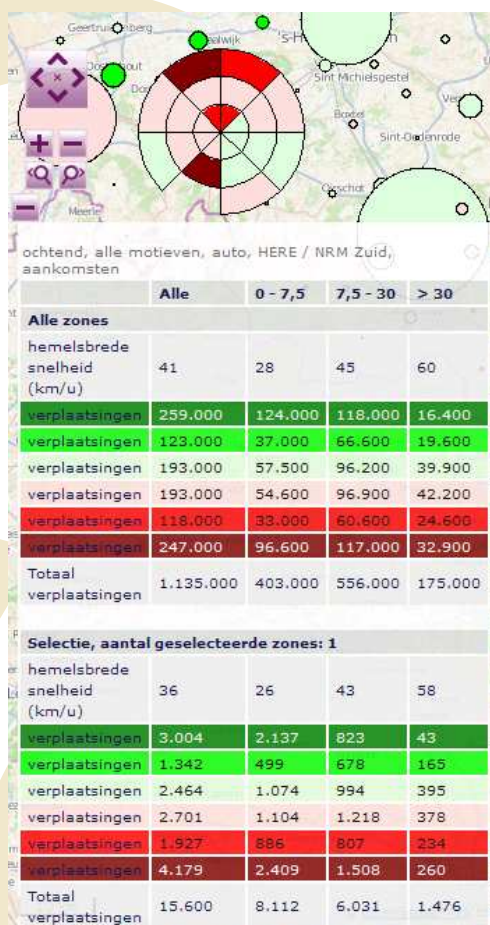 Geertrui enberg
aalwijk
's-H
n
Oost hout
Do
Sint Michielsgestel
Boxtel
Ve
Sint-Oedenrode
Oirschot
Meerle
ochtend, alle motieven, auto, HERE / NRM Zuid,
aankomsten
Alle 0 - 7,5 7,5 - 30 > 30
Alle zones
hemelsbrede
snelheid
(km/u) 41 28 45 60
verplaatsingen 259.000 124.000 118.000 16.400
verplaatsingen 123.000 37.000 66.600 19.600
verplaatsingen 193.000 57.500 96.200 39.900
verplaatsingen 193.000 54.600 96.900 42.200
verplaatsingen 118.000 33.000 60.600 24.600
verplaatsingen 247.000 96.600 117.000 32.900
Totaal
verplaatsingen 1.135.000 403.000 556.000 175.000
Selectie, aantal geselecteerde zones: 1
hemelsbrede
snelheid
(km/u) 36 26 43 58
verplaatsingen 3.004 2.137 823 43
verplaatsingen 1.342 499 678 165
verplaatsingen 2.464 1.074 994 395
verplaatsingen 2.701 1.104 1.218 378
verplaatsingen 1.927 886 807 234
verplaatsingen 4.179 2.409 1.508 260
Totaal
verplaatsingen 15.600 8.112 6.031 1.476